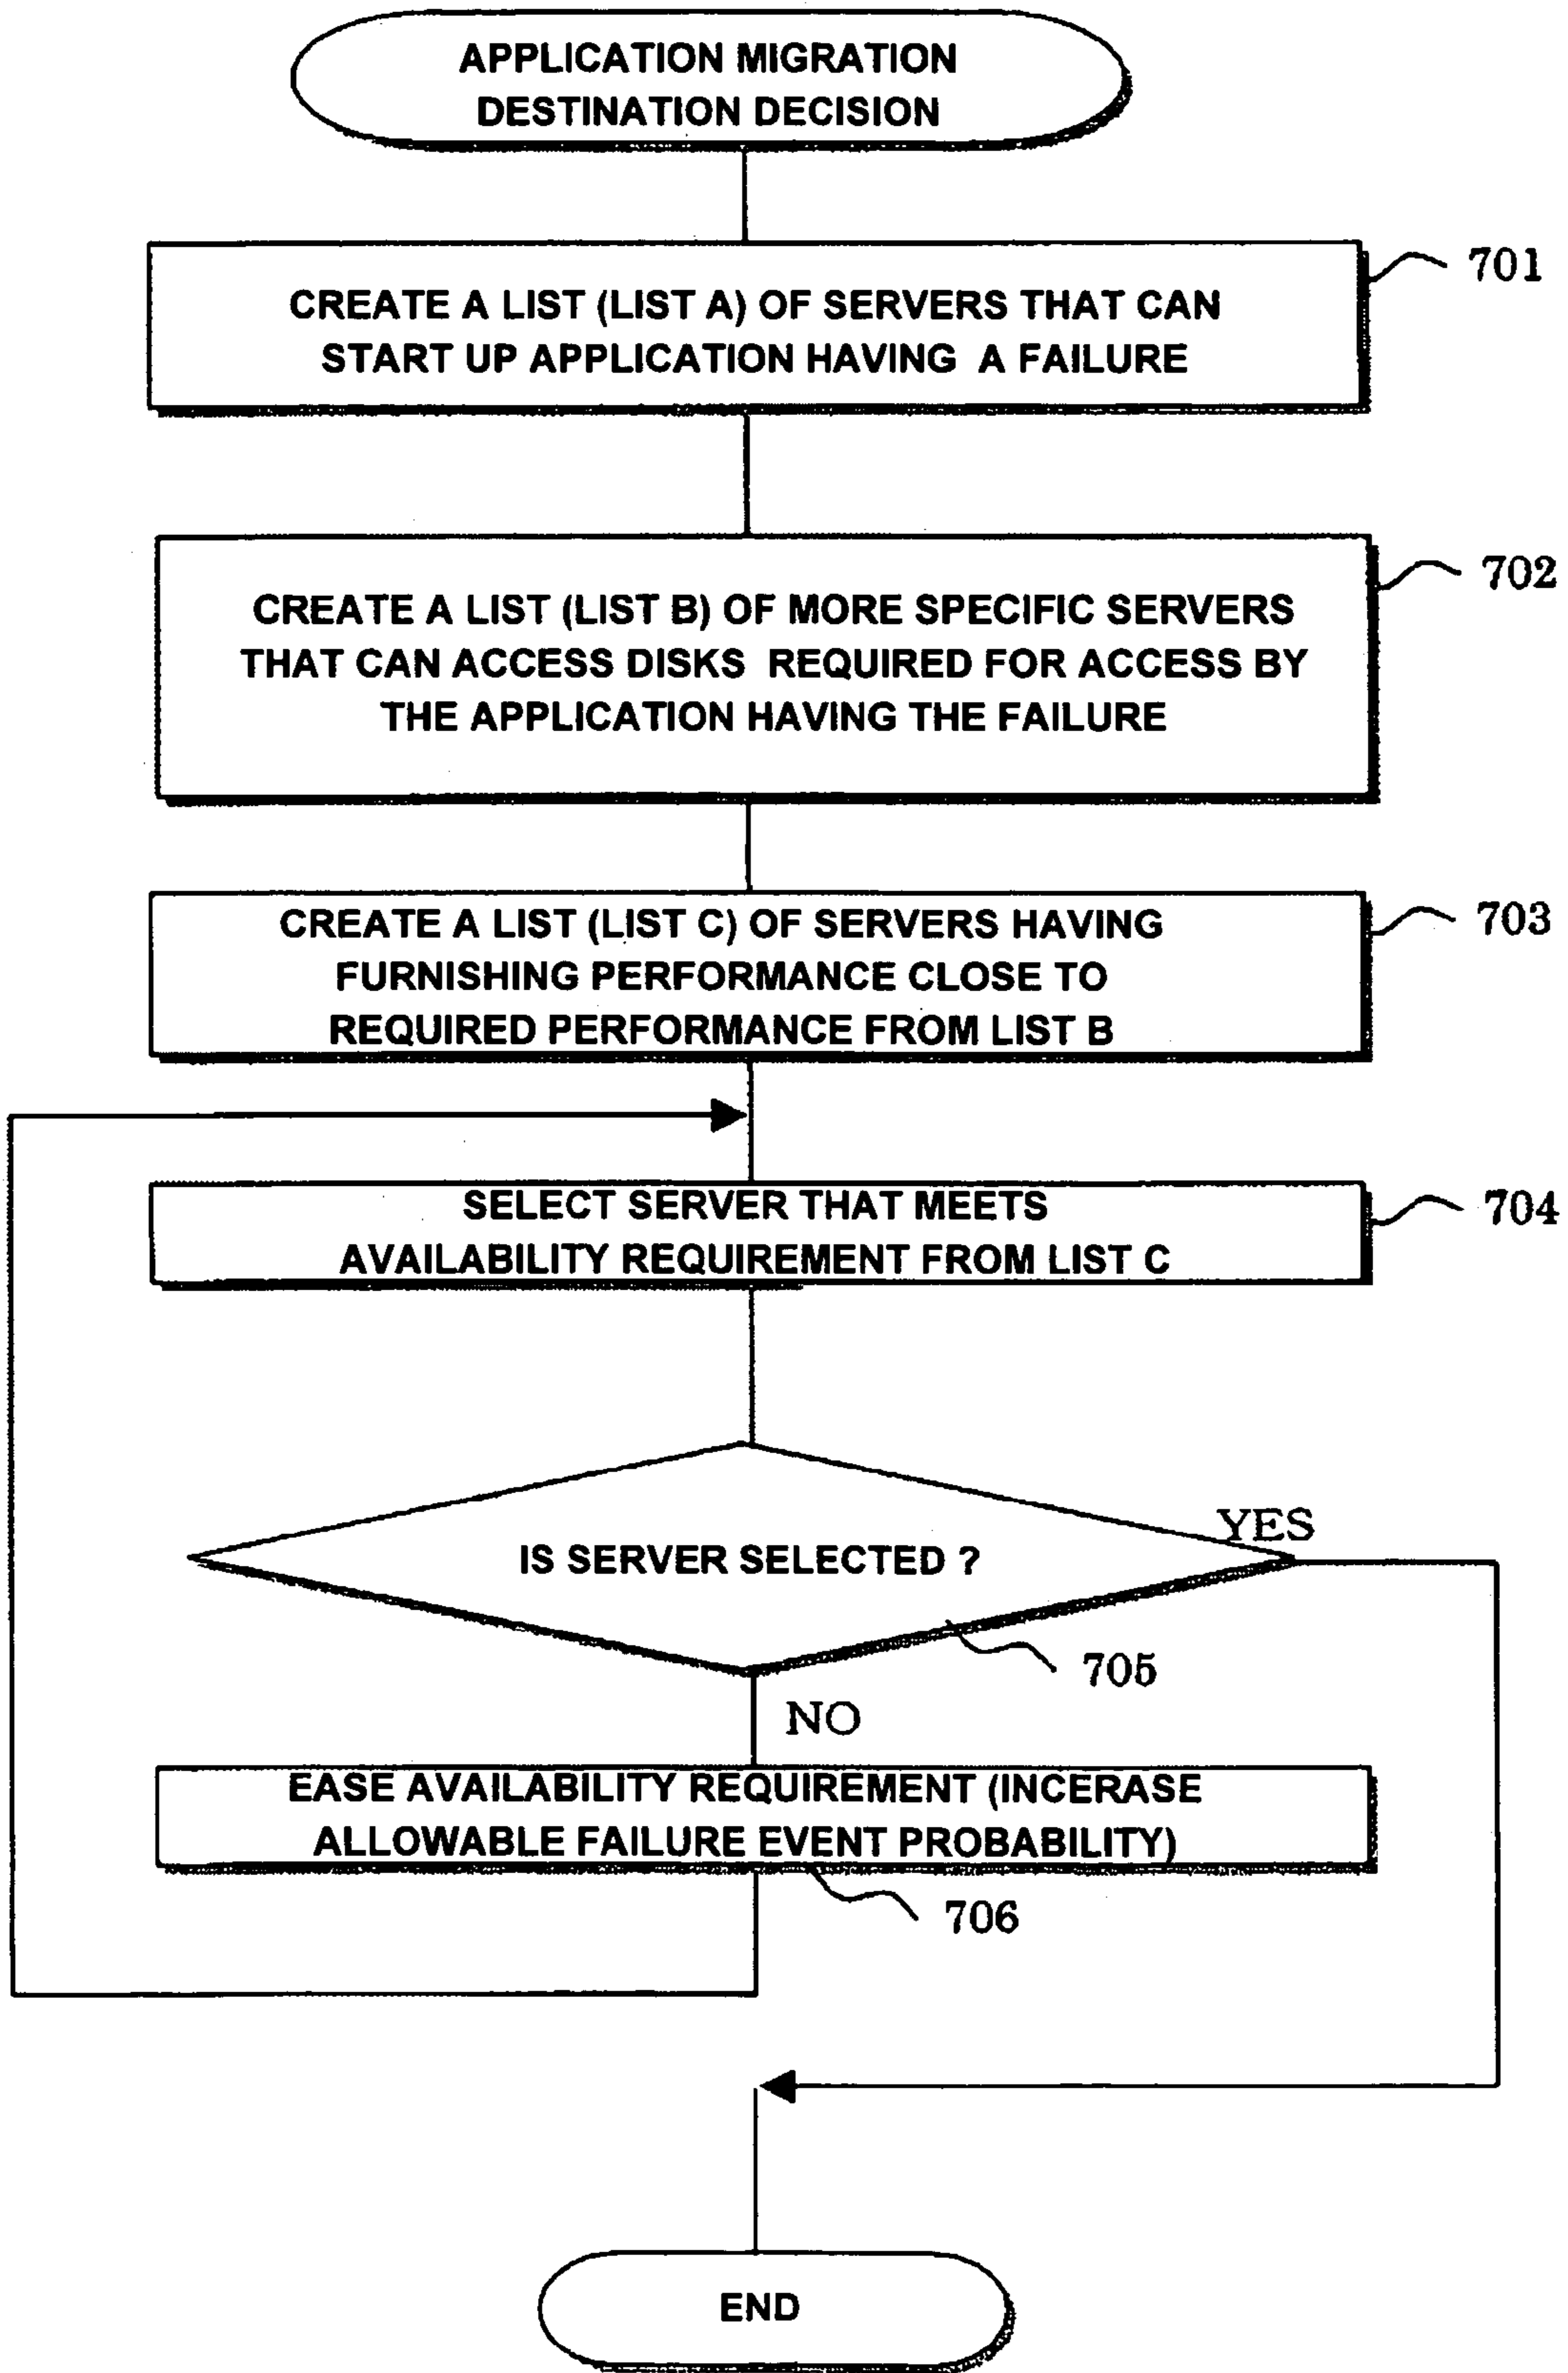 APPLICATION MIGRATION
DESTINATION DECISION
701
CREATE A LIST (LIST A) OF SERVERS THAT CAN
START UP APPLICATION HAVING A FAILURE
702
CREATE A LIST (LIST B) OF MORE SPECIFIC SERVERS
THAT CAN ACCESS DISKS REQUIRED FOR ACCESS BY
THE APPLICATION HAVING THE FAILURE
703
CREATE A LIST (LIST C) OF SERVERS HAVING
FURNISHING PERFORMANCE CLOSE TO
REQUIRED PERFORMANCE FROM LIST B
704
SELECT SERVER THAT MEETS
AVAILABILITY REQUIREMENT FROM LIST C
YES
IS SERVER SELECTED ?
705
NO
EASE AVAILABILITY REQUIREMENT (INCERASE
ALLOWABLE FAILURE EVENT PROBABILITY)
706
END